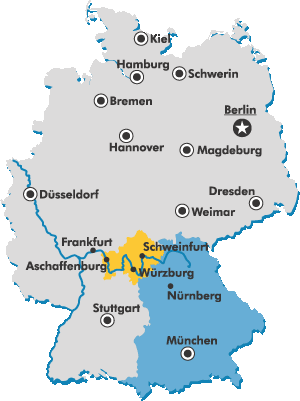 Kiel
Hamburg
Schwerin
Bremen
Berlin
Hannover
Magdeburg
Düsseldorf
Dresden
Weimar
Frankfurt
Schweinfurt
Aschaffenburg
Würzburg
Nürnberg
Stuttgart
München